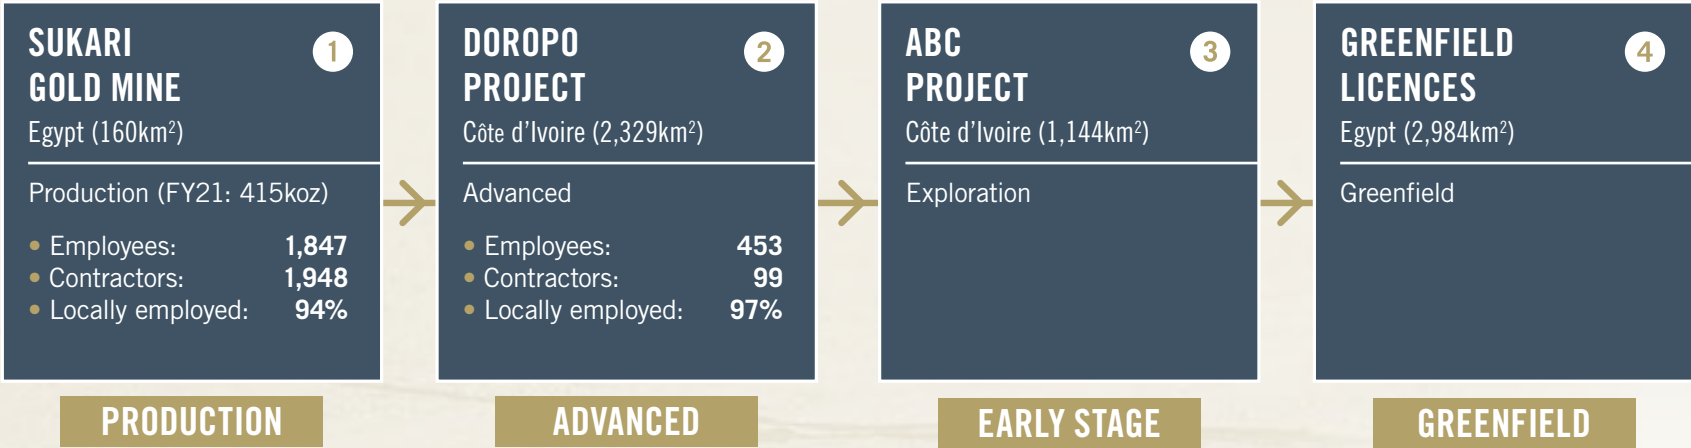 SUKARI
GOLD MINE
1
Egypt (160km²)
Production (FY21: 415koz)
• Employees: 1,847
• Contractors: 1,948
• Locally employed: 94%
PRODUCTION
DOROPO
PROJECT
2
Côte d’Ivoire (2,329km²)
Advanced
• Employees: 453
• Contractors: 99
• Locally employed: 97%
ADVANCED
ABC
PROJECT
3
Côte d’Ivoire (1,144km²)
Exploration
EARLY STAGE
GREENFIELD
LICENCES
4
Egypt (2,984km²)
Greenfield
GREENFIELD